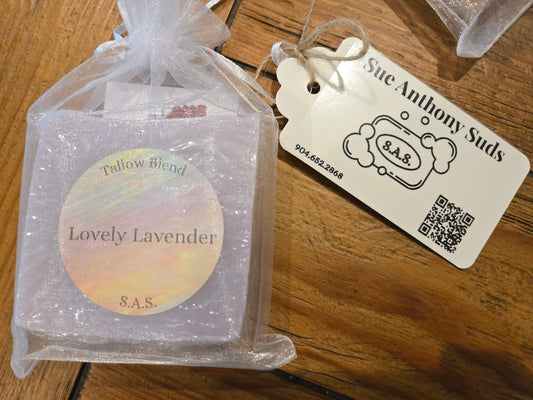 Tallow Blend
Lovely Lavender
S.A.S.
Sue Anthony Suds
S.A.S.
904.652.2868